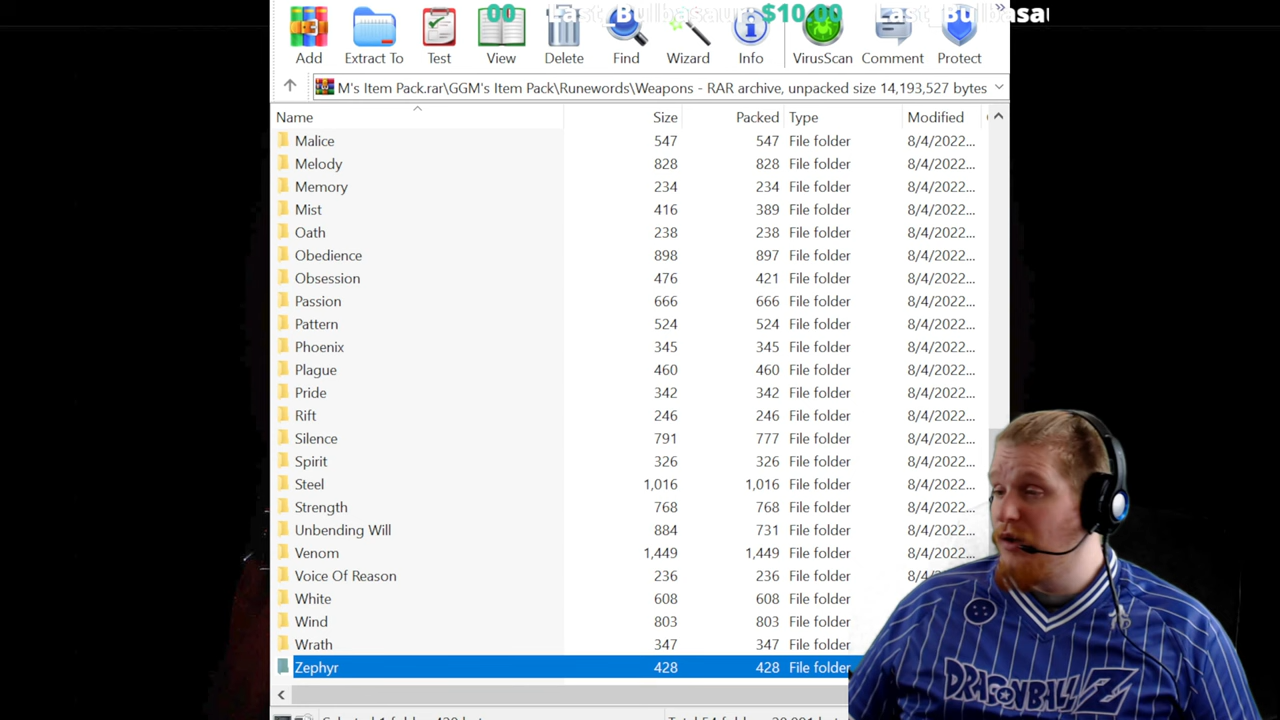 00 Last_Bulbasaur: $10.00 Last_Bulbasau
Add Extract To Test View Delete Find Wizard Info VirusScan Comment Protect
M's Item Pack.rar\GGM's Item Pack\Runewords\Weapons - RAR archive, unpacked size 14,193,527 bytes
Name Size Packed Type Modified
Malice 547 547 File folder 8/4/2022...
Melody 828 828 File folder 8/4/2022...
Memory 234 234 File folder 8/4/2022...
Mist 416 389 File folder 8/4/2022...
Oath 238 238 File folder 8/4/2022...
Obedience 898 897 File folder 8/4/2022...
Obsession 476 421 File folder 8/4/2022...
Passion 666 666 File folder 8/4/2022...
Pattern 524 524 File folder 8/4/2022...
Phoenix 345 345 File folder 8/4/2022...
Plague 460 460 File folder 8/4/2022...
Pride 342 342 File folder 8/4/2022...
Rift 246 246 File folder 8/4/2022...
Silence 791 777 File folder 8/4/2022...
Spirit 326 326 File folder 8/4/2022...
Steel 1,016 1,016 File folder 8/4/2022...
Strength 768 768 File folder 8/4/2022...
Unbending Will 884 731 File folder 8/4/2022...
Venom 1,449 1,449 File folder 8/4/2022...
Voice Of Reason 236 236 File folder 8/4/2022...
White 608 608 File folder
Wind 803 803 File folder
Wrath 347 347 File folder
Zephyr 428 428 File folder
DRAGONBALL Z